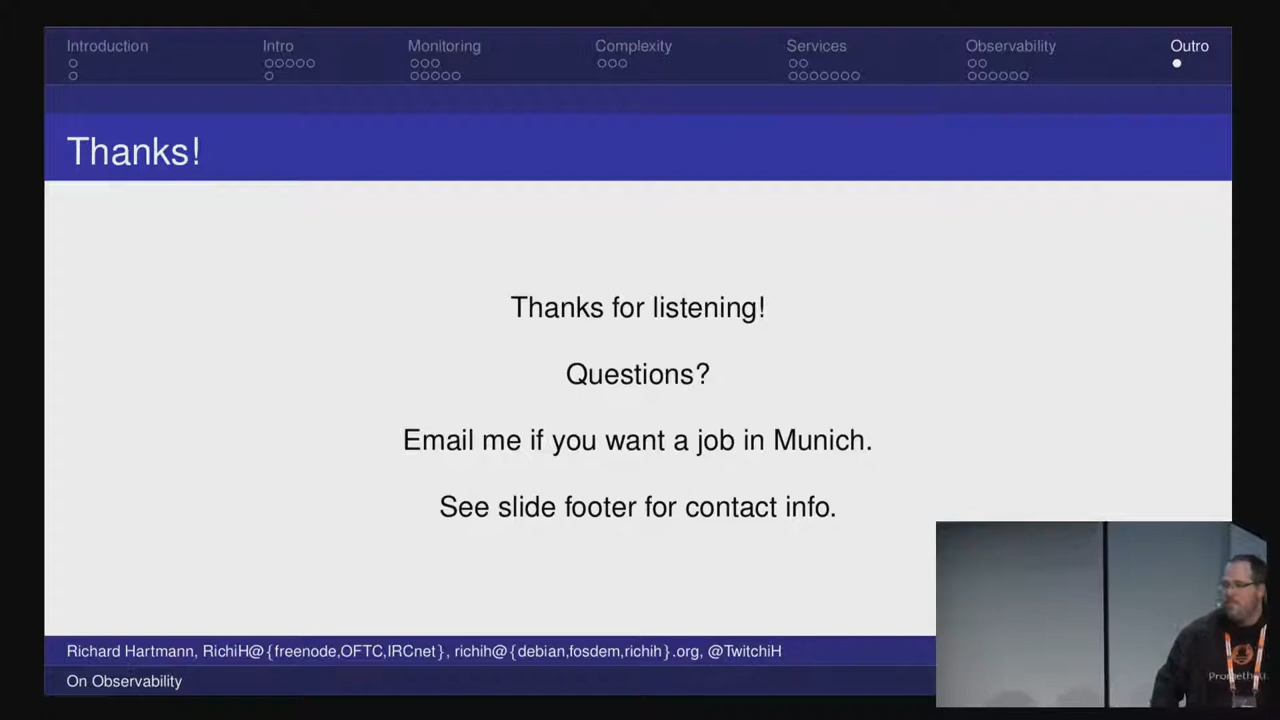 Introduction
Intro
Monitoring
Complexity
Services
Observability
Outro
Thanks!
Thanks for listening!
Questions?
Email me if you want a job in Munich.
See slide footer for contact info.
Richard Hartmann, RichiH@{freenode,OFTC,IRCnet}, richih@{debian,fosdem,richih}.org, @TwitchiH
On Observability